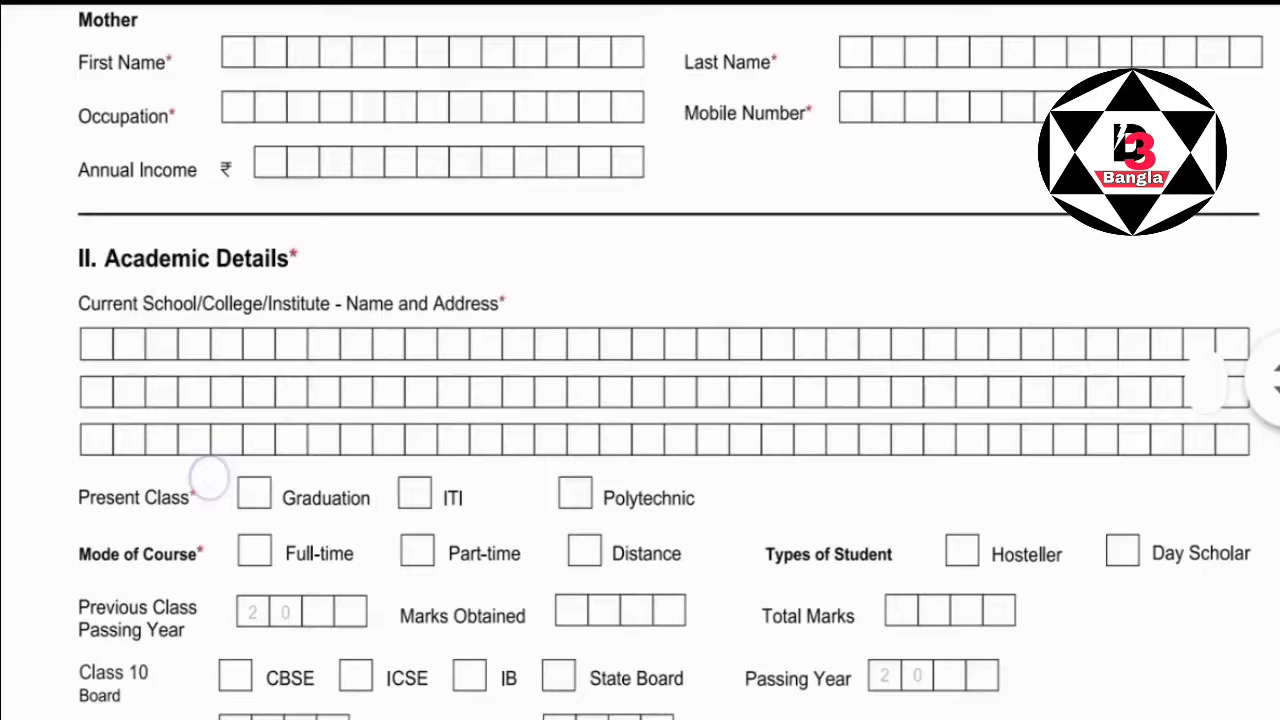 Mother
First Name* Last Name*
Occupation* Mobile Number*
Annual Income ₹
D3
Bangla
II. Academic Details*
Current School/College/Institute - Name and Address*
Present Class* Graduation ITI Polytechnic
Mode of Course* Full-time Part-time Distance Types of Student Hosteller Day Scholar
Previous Class 2 0 Marks Obtained Total Marks
Passing Year
Class 10 CBSE ICSE IB State Board Passing Year 2 0
Board